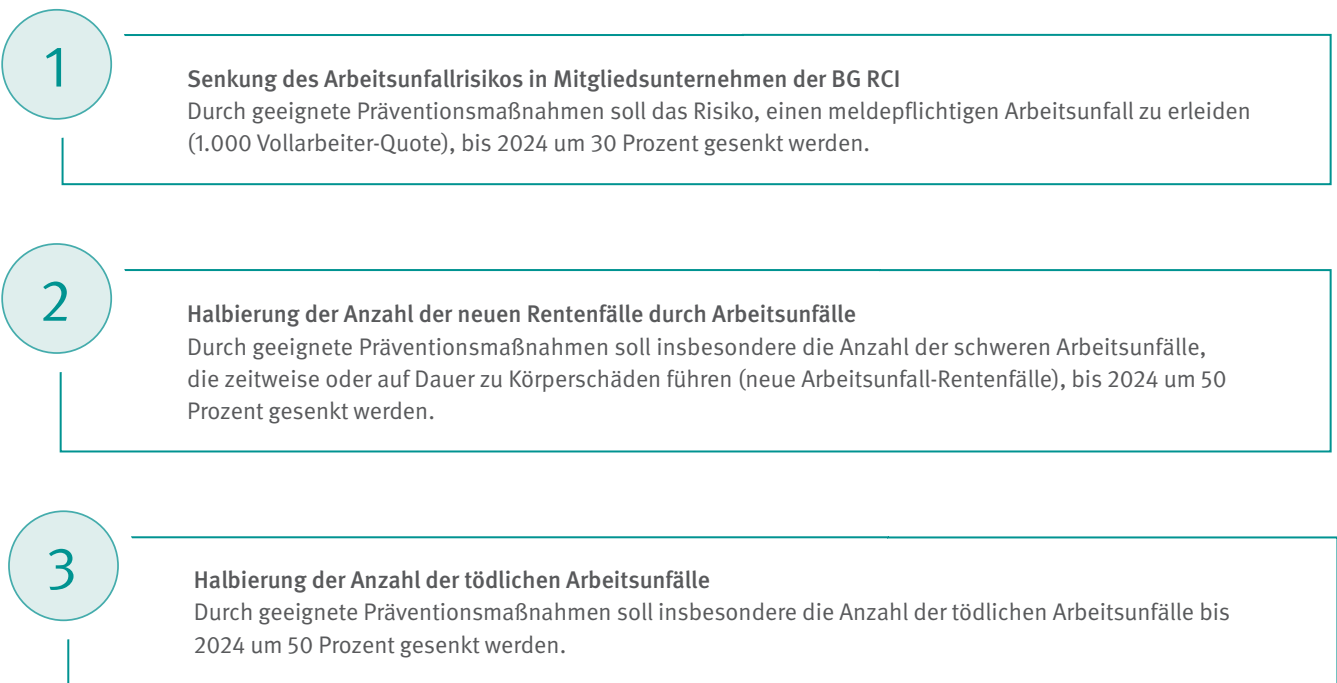 1
Senkung des Arbeitsunfallrisikos in Mitgliedsunternehmen der BG RCI
Durch geeignete Präventionsmaßnahmen soll das Risiko, einen meldepflichtigen Arbeitsunfall zu erleiden
(1.000 Vollarbeiter-Quote), bis 2024 um 30 Prozent gesenkt werden.
2
Halbierung der Anzahl der neuen Rentenfälle durch Arbeitsunfälle
Durch geeignete Präventionsmaßnahmen soll insbesondere die Anzahl der schweren Arbeitsunfälle,
die zeitweise oder auf Dauer zu Körperschäden führen (neue Arbeitsunfall-Rentenfälle), bis 2024 um 50
Prozent gesenkt werden.
3
Halbierung der Anzahl der tödlichen Arbeitsunfälle
Durch geeignete Präventionsmaßnahmen soll insbesondere die Anzahl der tödlichen Arbeitsunfälle bis
2024 um 50 Prozent gesenkt werden.